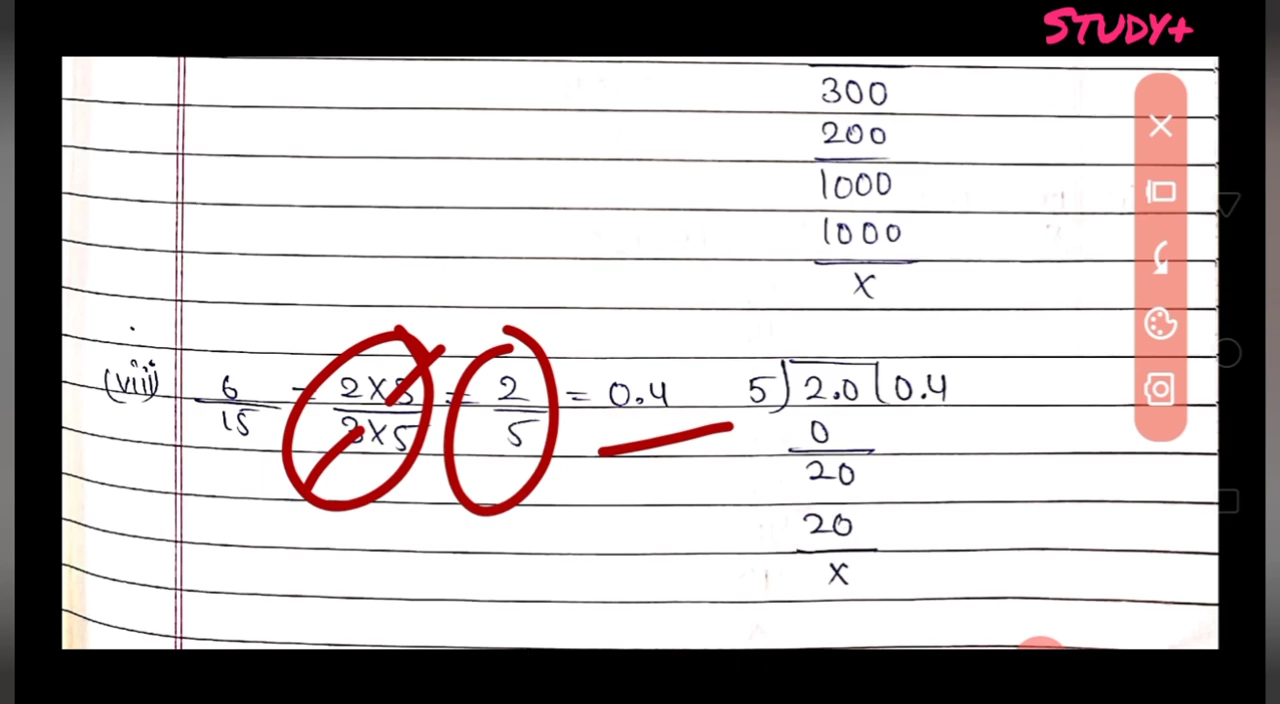 STUDY+
300
200
1000
1000
x
(viii) 6/15 = 2×3/3×5 = 2/5 = 0.4 5)2.0(0.4
0
20
20
x